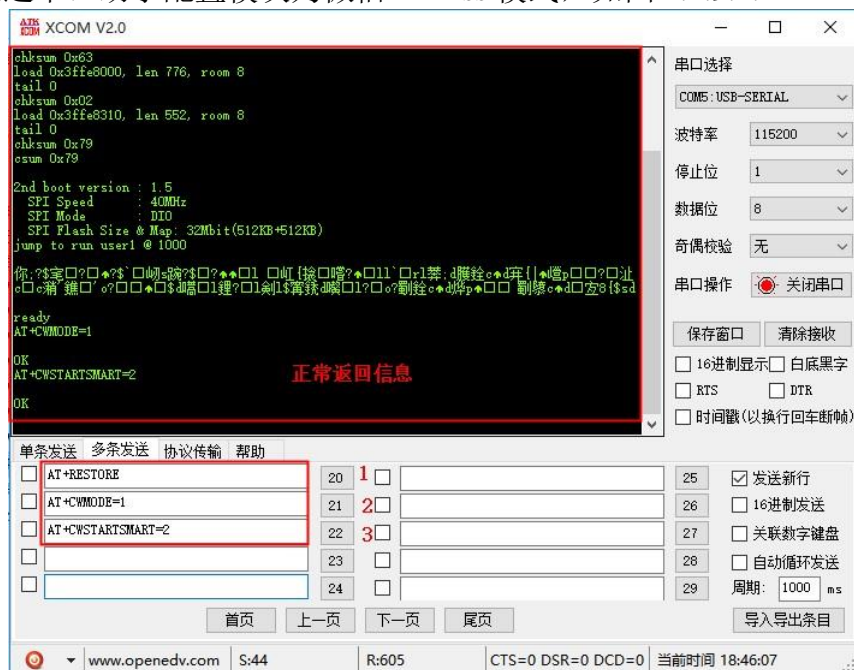 XCOM V2.0
chksum 0x63
load 0x3ffe8000, len 776, room 8
tail 0
chksum 0x02
load 0x3ffe8310, len 552, room 8
tail 0
chksum 0x79
csum 0x79
2nd boot version : 1.5
SPI Speed : 40MHz
SPI Mode : DIO
SPI Flash Size & Map: 32Mbit(512KB+512KB)
jump to run user1 @ 1000
ready
AT+CWMODE=1
OK
AT+CWSTARTSMART=2
OK
正常返回信息
串口选择
COM5:USB-SERIAL
波特率 115200
停止位 1
数据位 8
奇偶校验 无
串口操作 关闭串口
保存窗口 清除接收
16进制显示 白底黑字
RTS DTR
时间戳(以换行回车断帧)
单条发送 多条发送 协议传输 帮助
AT+RESTORE 20 1 25 发送新行
AT+CWMODE=1 21 2 26 16进制发送
AT+CWSTARTSMART=2 22 3 27 关联数字键盘
23 28 自动循环发送
24 29 周期: 1000 ms
首页 上一页 下一页 尾页 导入导出条目
www.openedv.com S:44 R:605 CTS=0 DSR=0 DCD=0 当前时间 18:46:07